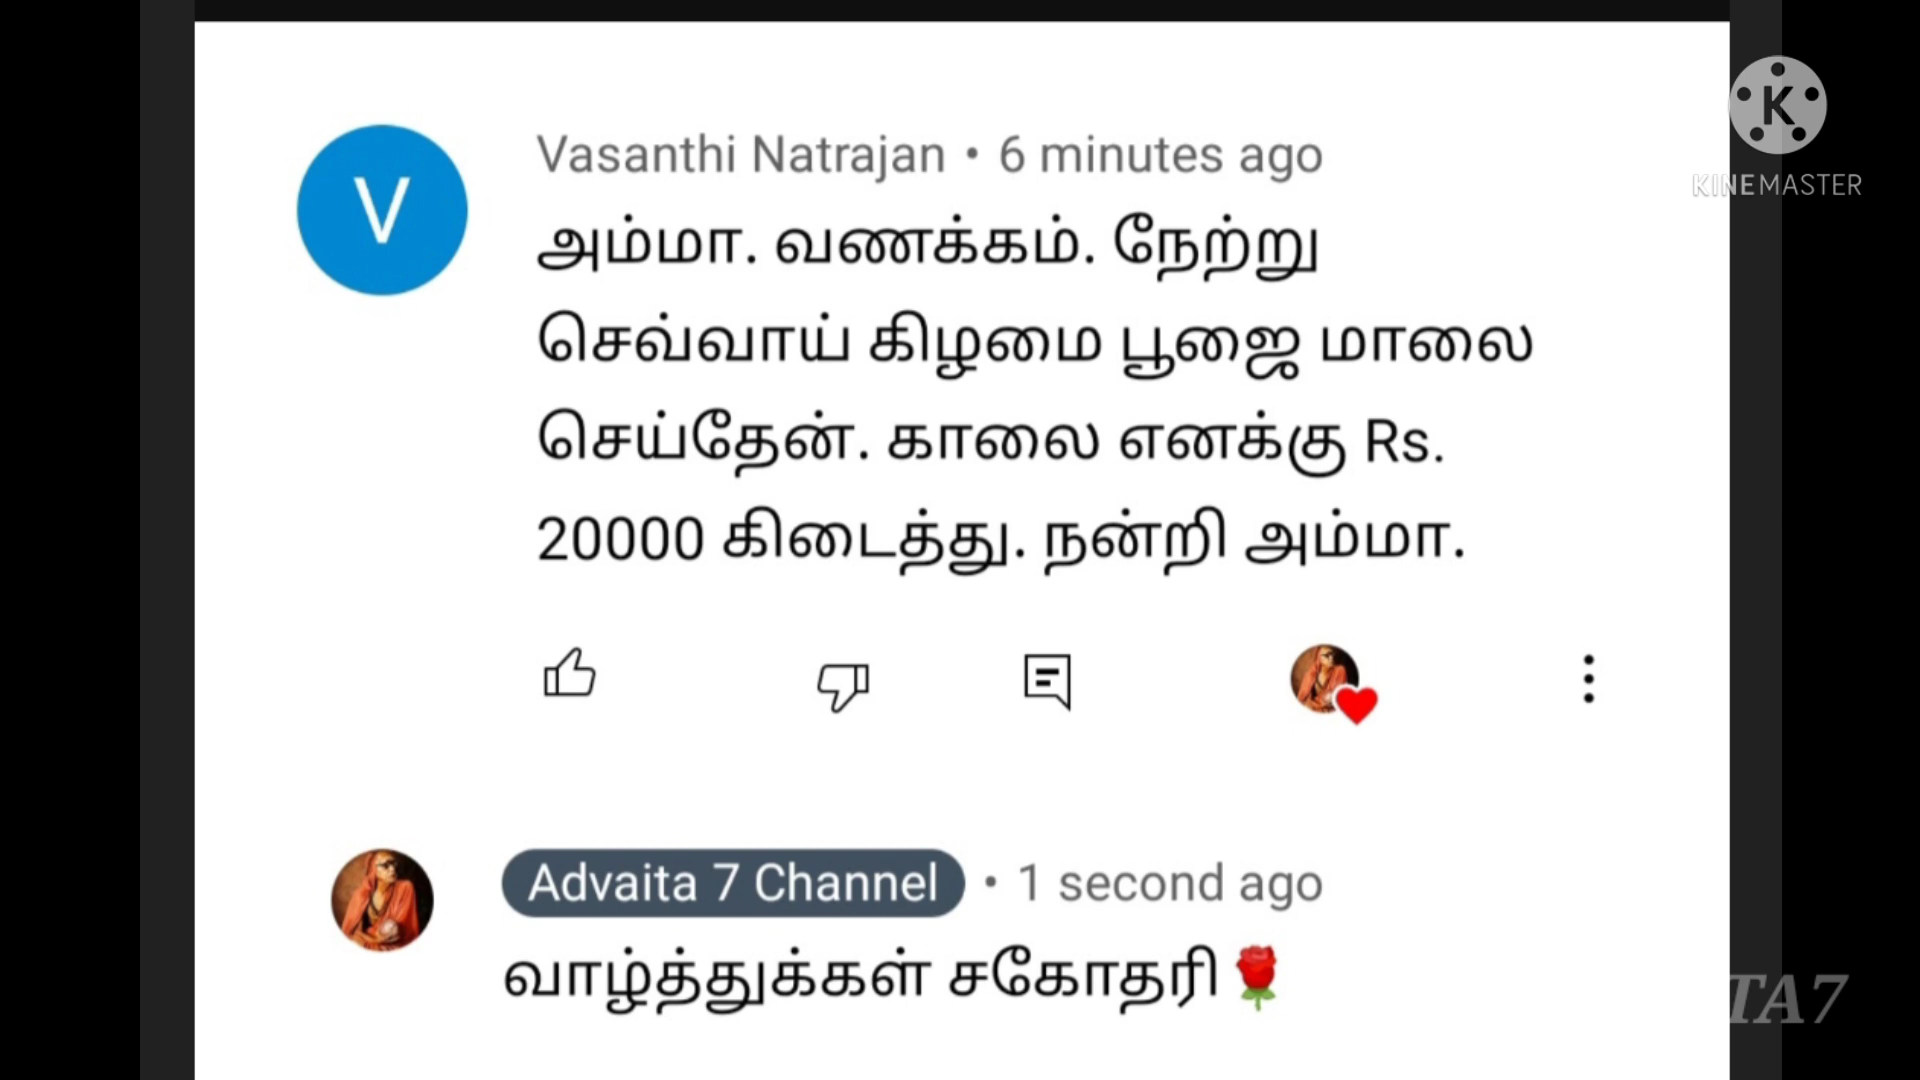 Vasanthi Natrajan • 6 minutes ago
அம்மா. வணக்கம். நேற்று
செவ்வாய் கிழமை பூஜை மாலை
செய்தேன். காலை எனக்கு Rs.
20000 கிடைத்து. நன்றி அம்மா.
Advaita 7 Channel • 1 second ago
வாழ்த்துக்கள் சகோதரி🌹
V
K
KINEMASTER
TA7